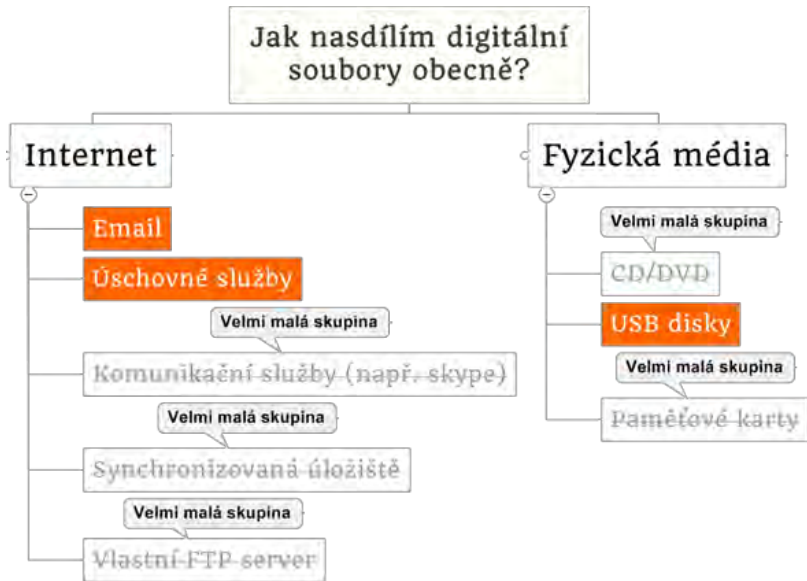 Jak nasdílím digitální
soubory obecně?
Internet
Email
Úschovné služby
Velmi malá skupina
Komunikační služby (např. skype)
Velmi malá skupina
Synchronizovaná úložiště
Velmi malá skupina
Vlastní FTP server
Fyzická média
Velmi malá skupina
CD/DVD
USB disky
Velmi malá skupina
Paměťové karty